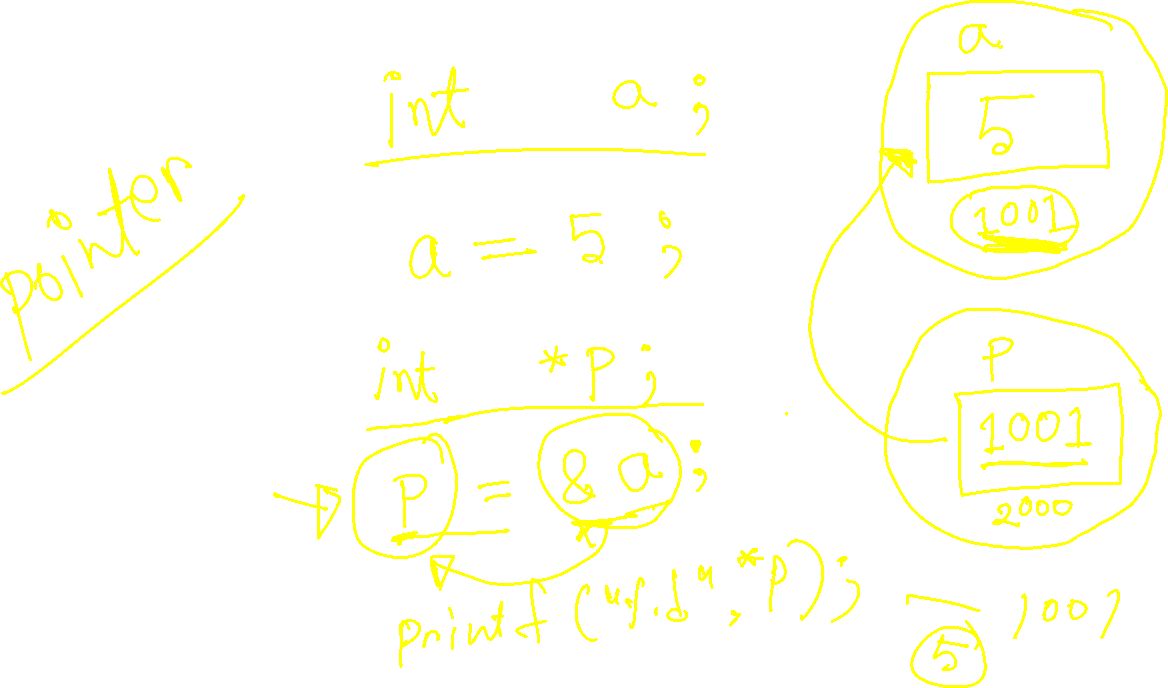 pointer
int a;
a = 5;
int *P;
P = &a;
printf("%d", *P);
a
5
1001
P
1001
2000
5 1001